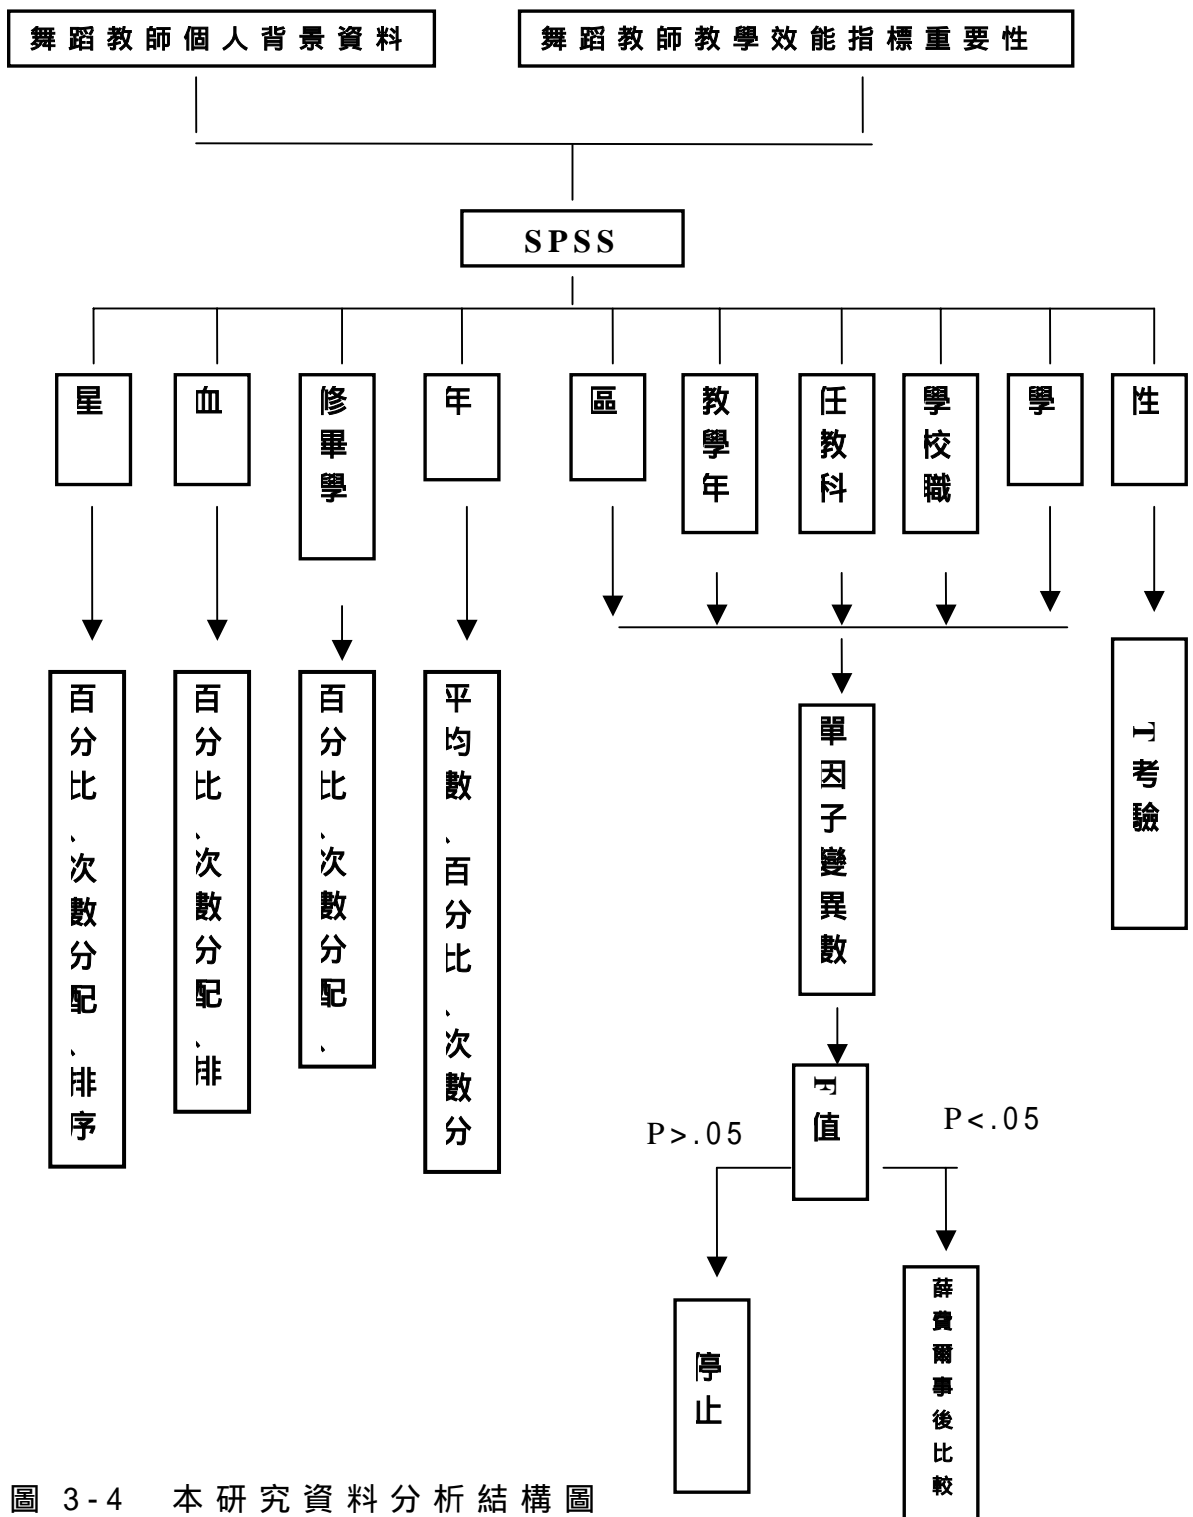 舞蹈教師個人背景資料
舞蹈教師教學效能指標重要性
SPSS
星
血
修畢學
年
區
教學年
任教科
學校職
學
性
百分比、次數分配、排序
百分比、次數分配、排
百分比、次數分配、
平均數、百分比、次數分
單因子變異數
T考驗
F值
P>.05
P<.05
停止
薛費爾事後比較
圖 3-4 本研究資料分析結構圖